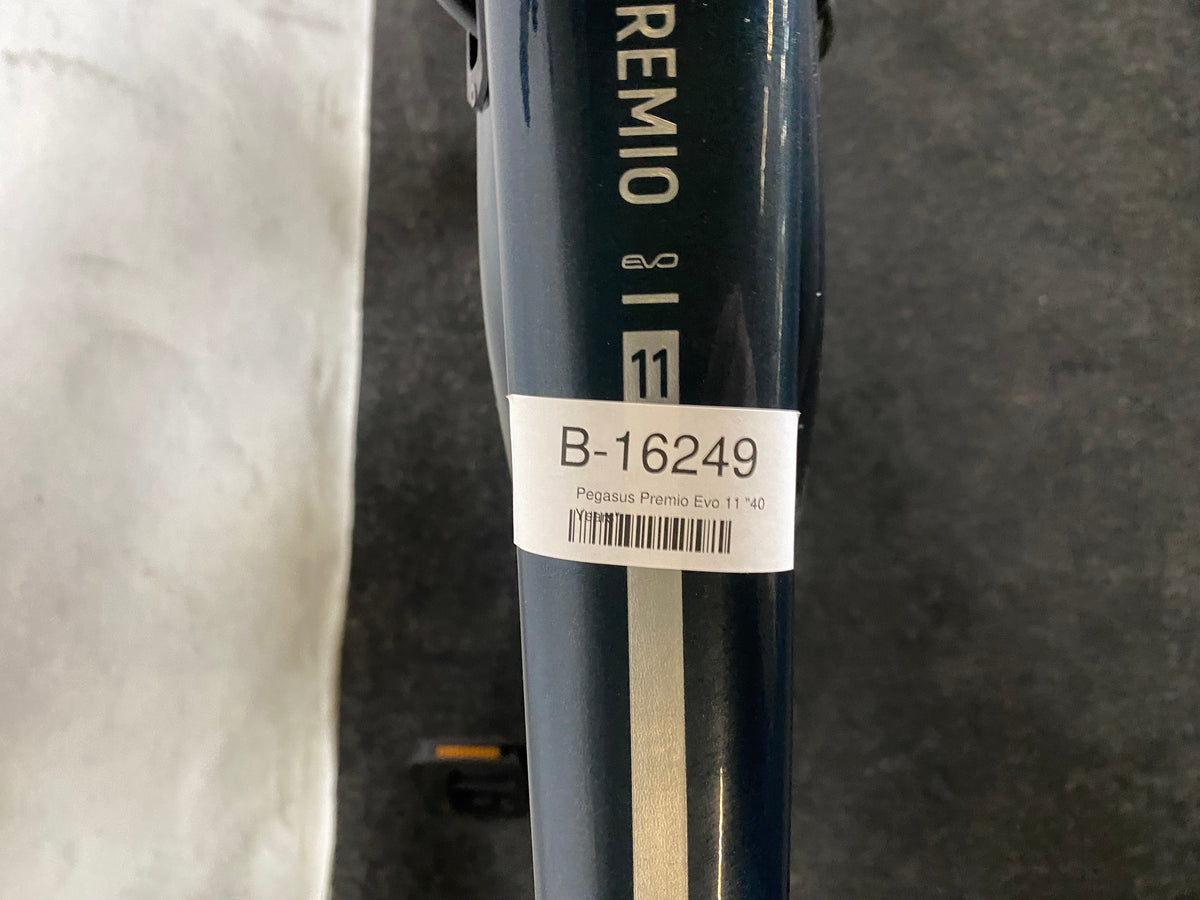 REMIO
EVO
11
B-16249
Pegasus Premio Evo 11 "40
Years"